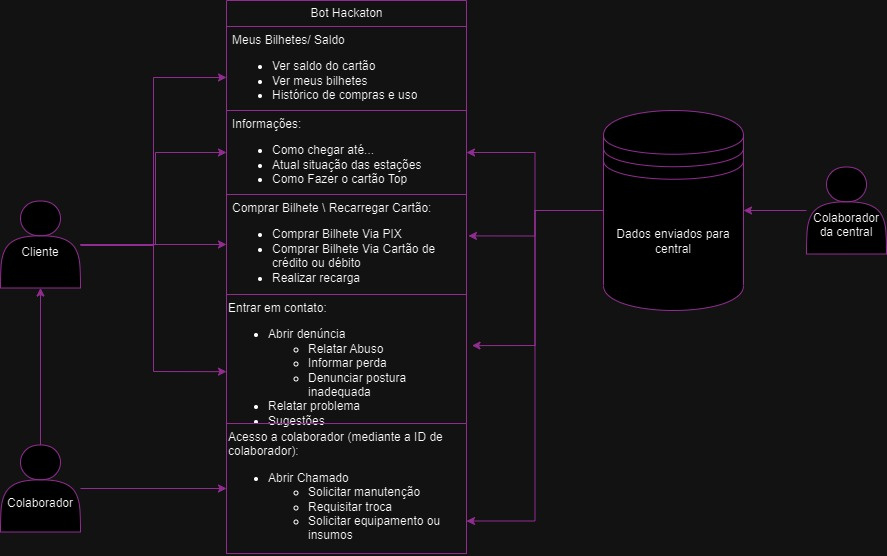 Bot Hackaton
Meus Bilhetes/ Saldo
Ver saldo do cartão
Ver meus bilhetes
Histórico de compras e uso
Informações:
Como chegar até...
Atual situação das estações
Como Fazer o cartão Top
Comprar Bilhete \ Recarregar Cartão:
Comprar Bilhete Via PIX
Comprar Bilhete Via Cartão de
crédito ou débito
Realizar recarga
Entrar em contato:
Abrir denúncia
Relatar Abuso
Informar perda
Denunciar postura
inadequada
Relatar problema
Sugestões
Acesso a colaborador (mediante a ID de
colaborador):
Abrir Chamado
Solicitar manutenção
Requisitar troca
Solicitar equipamento ou
insumos
Cliente
Colaborador
Dados enviados para
central
Colaborador
da central